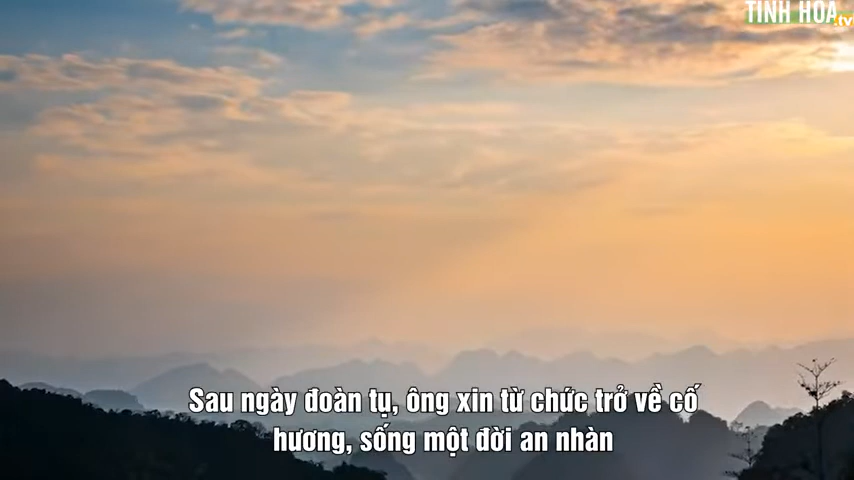 TINH HOA
.tv
Sau ngày đoàn tụ, ông xin từ chức trở về cố
hương, sống một đời an nhàn